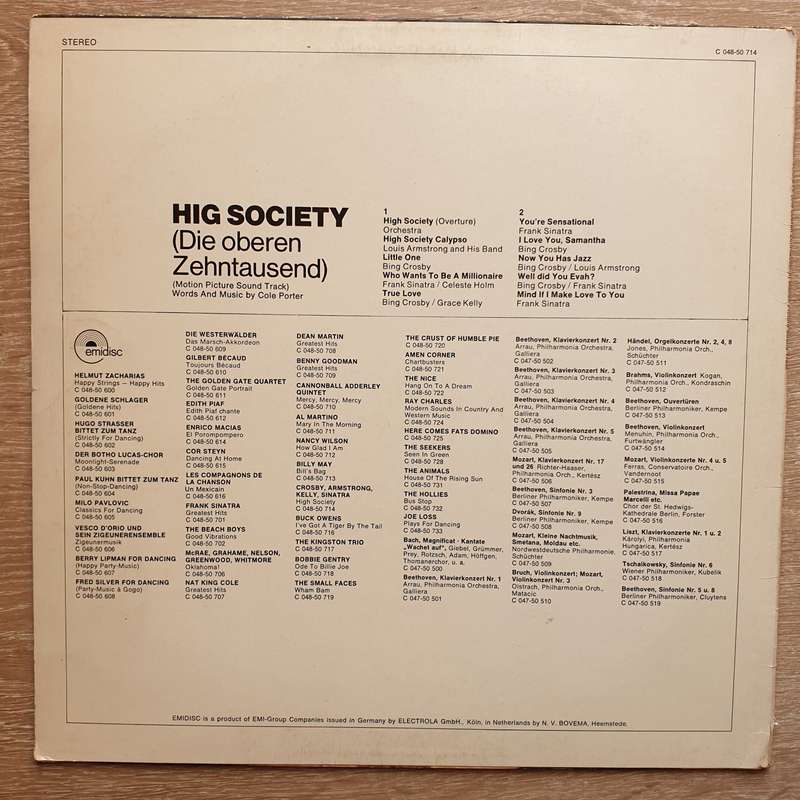 STEREO
C 048-50 714
HIG SOCIETY
(Die oberen
Zehntausend)
(Motion Picture Sound Track)
Words And Music by Cole Porter
1
High Society (Overture)
Orchestra
High Society Calypso
Louis Armstrong and His Band
Little One
Bing Crosby
Who Wants To Be A Millionaire
Frank Sinatra / Celeste Holm
True Love
Bing Crosby / Grace Kelly
2
You're Sensational
Frank Sinatra
I Love You, Samantha
Bing Crosby
Now You Has Jazz
Bing Crosby / Louis Armstrong
Well did You Evah?
Bing Crosby / Frank Sinatra
Mind If I Make Love To You
Frank Sinatra
emidisc
HELMUT ZACHARIAS
Happy Strings — Happy Hits
C 048-50 600
GOLDENE SCHLAGER
(Goldene Hits)
C 048-50 601
HUGO STRASSER
BITTET ZUM TANZ
(Strictly For Dancing)
C 048-50 602
DER BOTHO LUCAS-CHOR
Moonlight-Serenade
C 048-50 603
PAUL KUHN BITTET ZUM TANZ
(Non-Stop-Dancing)
C 048-50 604
MILO PAVLOVIC
Classics For Dancing
C 048-50 605
VESCO D'ORIO UND
SEIN ZIGEUNERENSEMBLE
Zigeunermusik
C 048-50 606
BERRY LIPMAN FOR DANCING
(Happy Party-Music)
C 048-50 607
FRED SILVER FOR DANCING
(Party-Music à Gogo)
C 048-50 608
DIE WESTERWÄLDER
Das Marsch-Akkordeon
C 048-50 609
GILBERT BÉCAUD
Toujours Bécaud
C 048-50 610
THE GOLDEN GATE QUARTET
Golden Gate Portrait
C 048-50 611
EDITH PIAF
Edith Piaf chante
C 048-50 612
ENRICO MACIAS
El Porompompero
C 048-50 614
COR STEYN
Dancing At Home
C 048-50 615
LES COMPAGNONS DE
LA CHANSON
Un Mexicain
C 048-50 616
FRANK SINATRA
Greatest Hits
C 048-50 701
THE BEACH BOYS
Good Vibrations
C 048-50 702
McRAE, GRAHAME, NELSON,
GREENWOOD, WHITMORE
Oklahoma!
C 048-50 706
NAT KING COLE
Greatest Hits
C 048-50 707
DEAN MARTIN
Greatest Hits
C 048-50 708
BENNY GOODMAN
Greatest Hits
C 048-50 709
CANNONBALL ADDERLEY
QUINTET
Mercy, Mercy, Mercy
C 048-50 710
AL MARTINO
Mary In The Morning
C 048-50 711
NANCY WILSON
How Glad I Am
C 048-50 712
BILLY MAY
Bill's Bag
C 048-50 713
CROSBY, ARMSTRONG,
KELLY, SINATRA
High Society
C 048-50 714
BUCK OWENS
I've Got A Tiger By The Tail
C 048-50 716
THE KINGSTON TRIO
C 048-50 717
BOBBIE GENTRY
Ode To Billie Joe
C 048-50 718
THE SMALL FACES
Wham Bam
C 048-50 719
THE CRUST OF HUMBLE PIE
C 048-50 720
AMEN CORNER
Chartbusters
C 048-50 721
THE NICE
Hang On To A Dream
C 048-50 722
RAY CHARLES
Modern Sounds In Country And
Western Music
C 048-50 724
HERE COMES FATS DOMINO
C 048-50 725
THE SEEKERS
Seen In Green
C 048-50 728
THE ANIMALS
House Of The Rising Sun
C 048-50 731
THE HOLLIES
Bus Stop
C 048-50 732
JOE LOSS
Plays For Dancing
C 048-50 733
Bach, Magnificat · Kantate
„Wachet auf", Giebel, Grümmer,
Prey, Rotzsch, Adam, Höffgen,
Thomanerchor. u. a.
C 047-50 500
Beethoven, Klavierkonzert Nr. 1
Arrau, Philharmonia Orchestra,
Galliera
C 047-50 501
Beethoven, Klavierkonzert Nr. 2
Arrau, Philharmonia Orchestra,
Galliera
C 047-50 502
Beethoven, Klavierkonzert Nr. 3
Arrau, Philharmonia Orchestra,
Galliera
C 047-50 503
Beethoven, Klavierkonzert Nr. 4
Arrau, Philharmonia Orchestra,
Galliera
C 047-50 504
Beethoven, Klavierkonzert Nr. 5
Arrau, Philharmonia Orchestra,
Galliera
C 047-50 505
Mozart, Klavierkonzert Nr. 17
und 26 Richter-Haaser,
Philharmonia Orch., Kertész
C 047-50 506
Beethoven, Sinfonie Nr. 3
Berliner Philharmoniker, Kempe
C 047-50 507
Dvorák, Sinfonie Nr. 9
Berliner Philharmoniker, Kempe
C 047-50 508
Mozart, Kleine Nachtmusik,
Smetana, Moldau etc.
Nordwestdeutsche Philharmonie,
Schüchter
C 047-50 509
Bruch, Violinkonzert; Mozart,
Violinkonzert Nr. 3
Oistrach, Philharmonia Orch.,
Matacic
C 047-50 510
Händel, Orgelkonzerte Nr. 2, 4, 8
Jones, Philharmonia Orch.,
Schüchter
C 047-50 511
Brahms, Violinkonzert Kogan,
Philharmonia Orch., Kondraschin
C 047-50 512
Beethoven, Ouvertüren
Berliner Philharmoniker, Kempe
C 047-50 513
Beethoven, Violinkonzert
Menuhin, Philharmonia Orch.,
Furtwängler
C 047-50 514
Mozart, Violinkonzerte Nr. 4 u. 5
Ferras, Conservatoire Orch.,
Vandernoot
C 047-50 515
Palestrina, Missa Papae
Marcelli etc.
Chor der St. Hedwigs-
Kathedrale Berlin, Forster
C 047-50 516
Liszt, Klavierkonzerte Nr. 1 u. 2
Károlyi, Philharmonia
Hungarica, Kertész
C 047-50 517
Tschaikowsky, Sinfonie Nr. 6
Wiener Philharmoniker, Kubelik
C 047-50 518
Beethoven, Sinfonie Nr. 5 u. 8
Berliner Philharmoniker, Cluytens
C 047-50 519
EMIDISC is a product of EMI-Group Companies issued in Germany by ELECTROLA GmbH., Köln, in Netherlands by N. V. BOVEMA, Heemstede.